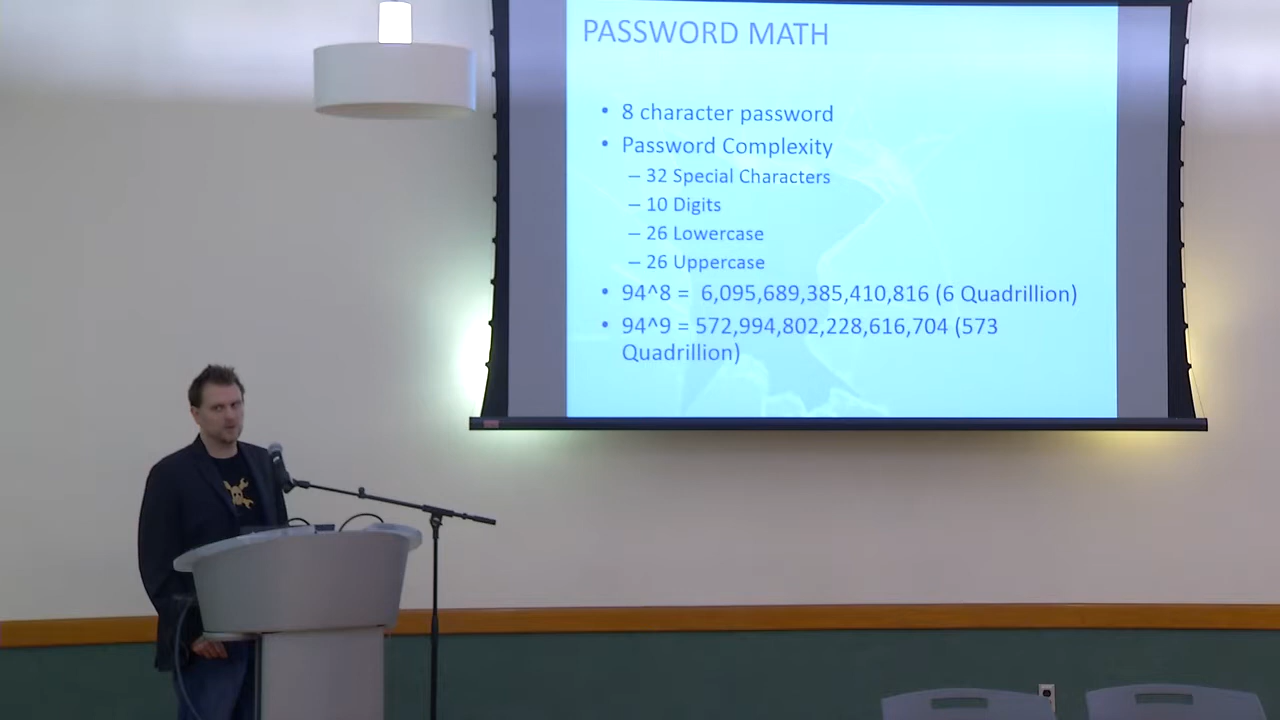 PASSWORD MATH
• 8 character password
• Password Complexity
– 32 Special Characters
– 10 Digits
– 26 Lowercase
– 26 Uppercase
• 94^8 = 6,095,689,385,410,816 (6 Quadrillion)
• 94^9 = 572,994,802,228,616,704 (573
Quadrillion)